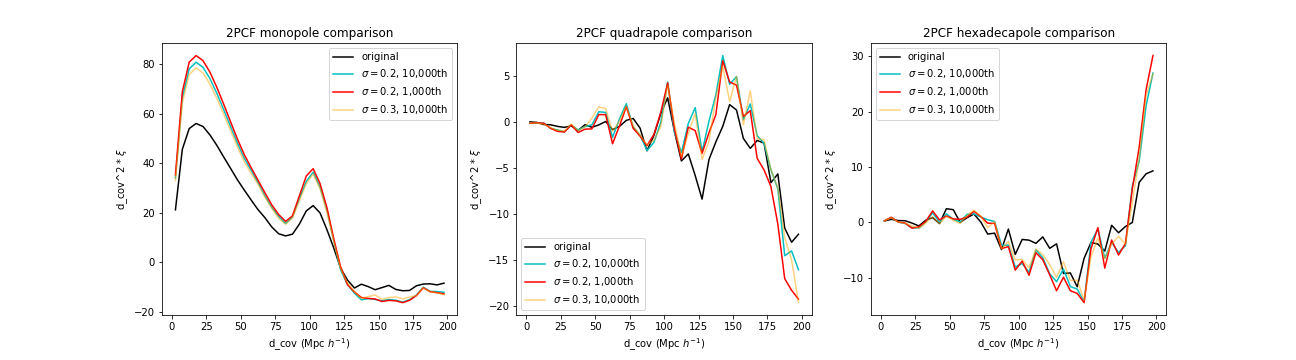 2PCF monopole comparison
original
σ = 0.2, 10,000th
σ = 0.2, 1,000th
σ = 0.3, 10,000th
d_cov^2 * ξ
80
60
40
20
0
−20
0 25 50 75 100 125 150 175 200
d_cov (Mpc h⁻¹)
2PCF quadrapole comparison
d_cov^2 * ξ
5
0
−5
−10
−15
−20
original
σ = 0.2, 10,000th
σ = 0.2, 1,000th
σ = 0.3, 10,000th
0 25 50 75 100 125 150 175 200
d_cov (Mpc h⁻¹)
2PCF hexadecapole comparison
original
σ = 0.2, 10,000th
σ = 0.2, 1,000th
σ = 0.3, 10,000th
d_cov^2 * ξ
30
20
10
0
−10
0 25 50 75 100 125 150 175 200
d_cov (Mpc h⁻¹)